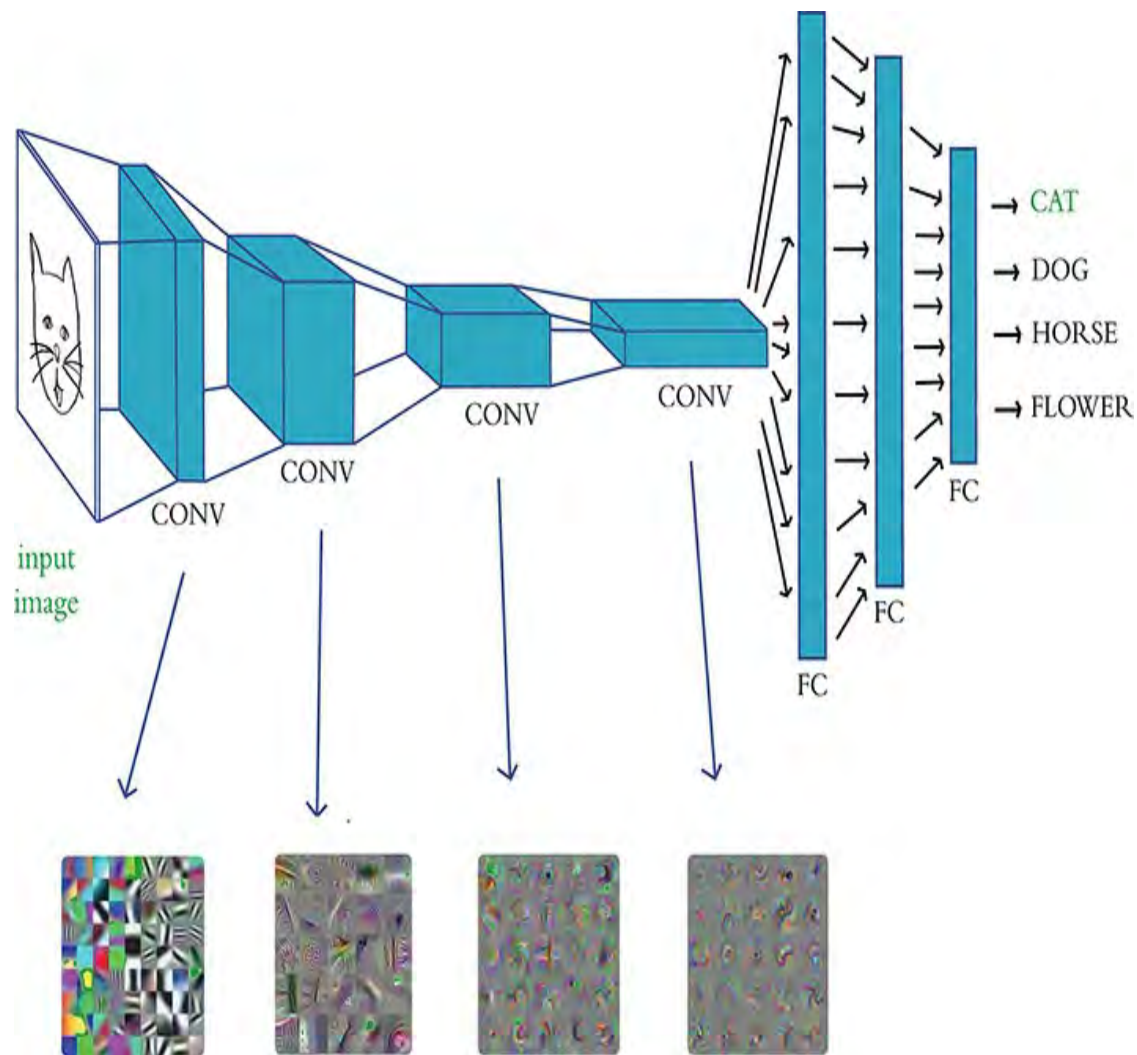 input
image
CONV
CONV
CONV
CONV
FC
FC
FC
CAT
DOG
HORSE
FLOWER